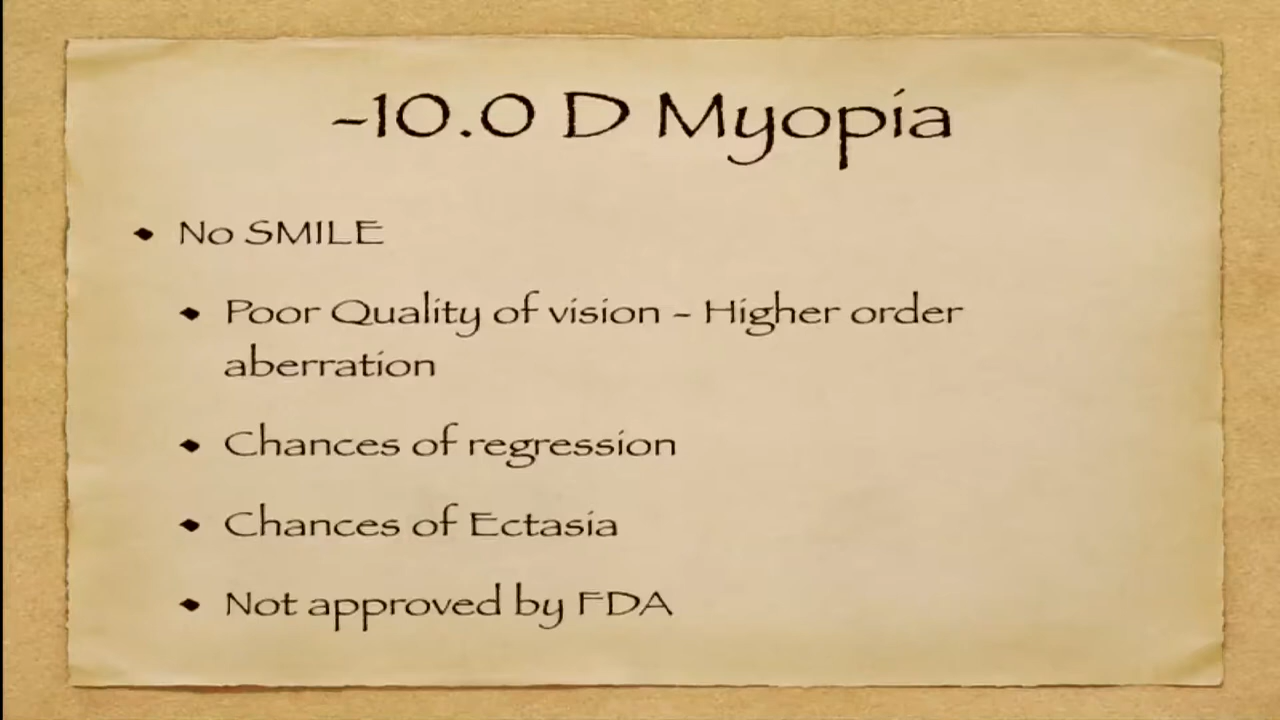 -10.0 D Myopia
• No SMILE
• Poor Quality of vision - Higher order
aberration
• Chances of regression
• Chances of Ectasia
• Not approved by FDA